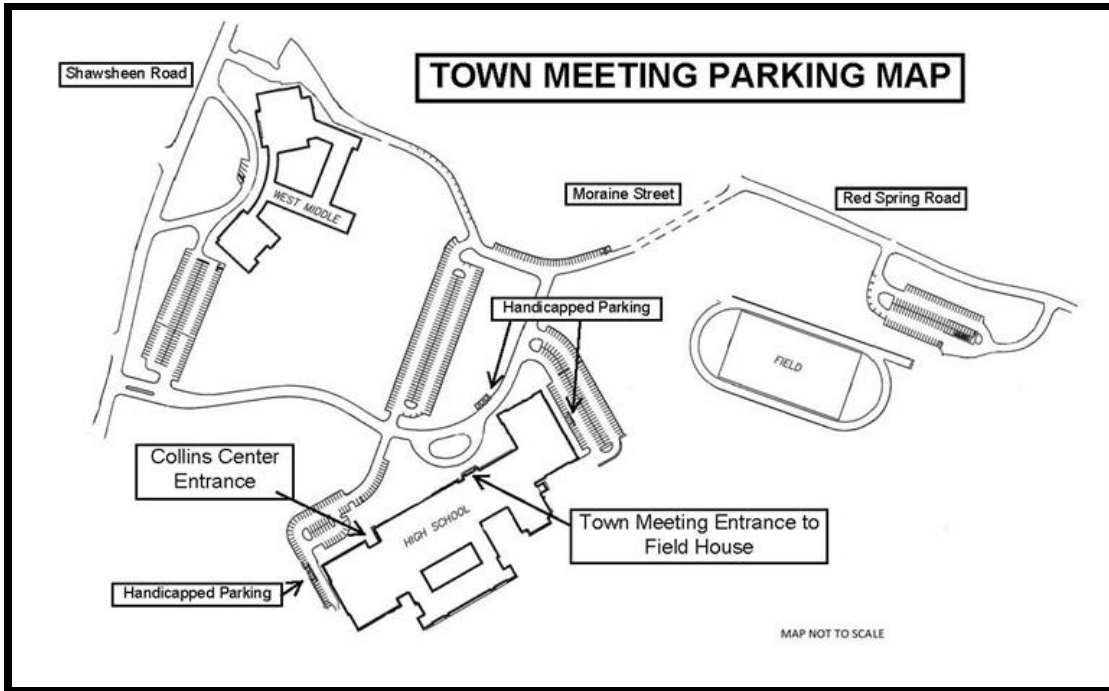 TOWN MEETING PARKING MAP
Shawsheen Road
WEST MIDDLE
Moraine Street
Red Spring Road
Handicapped Parking
FIELD
Collins Center
Entrance
HIGH SCHOOL
Town Meeting Entrance to
Field House
Handicapped Parking
MAP NOT TO SCALE